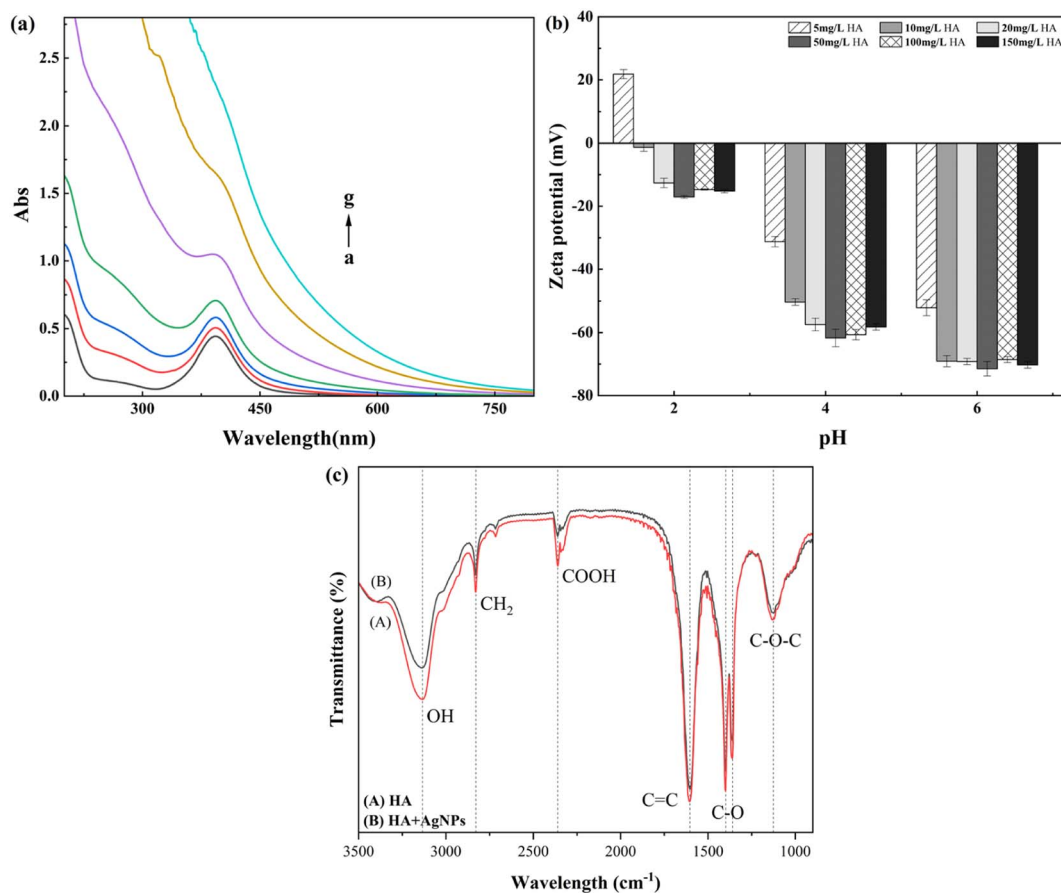 (a)
2.5
2.0
1.5
1.0
0.5
0.0
Abs
g
a
300
450
600
750
Wavelength(nm)
(b)
5mg/L HA 10mg/L HA 20mg/L HA
50mg/L HA 100mg/L HA 150mg/L HA
40
20
0
-20
-40
-60
-80
Zeta potential (mV)
2
4
6
pH
(c)
Transmittance (%)
(B)
(A)
OH
CH2
COOH
C=C
C-O
C-O-C
(A) HA
(B) HA+AgNPs
3500
3000
2500
2000
1500
1000
Wavelength (cm-1)